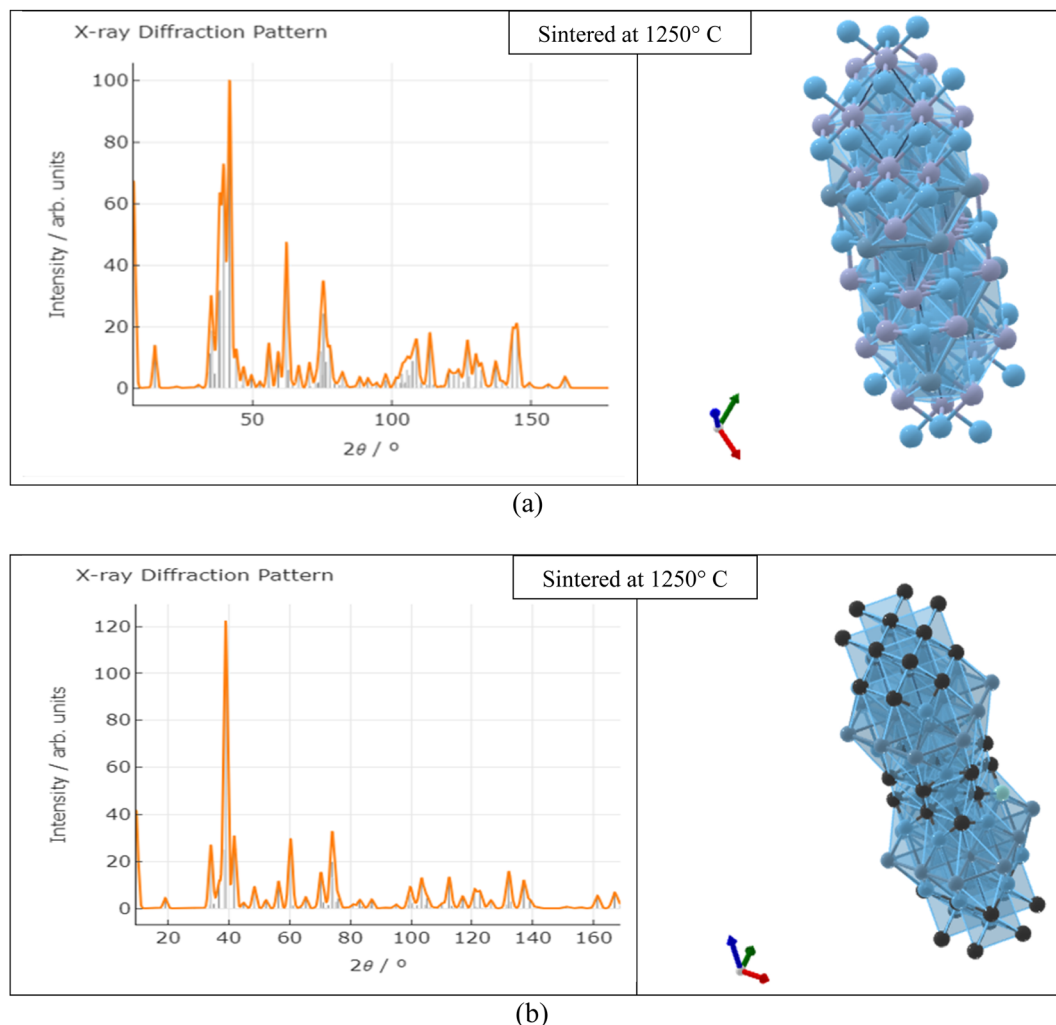 X-ray Diffraction Pattern
Sintered at 1250° C
100
80
60
40
20
0
Intensity / arb. units
50
100
150
2θ / º
(a)
X-ray Diffraction Pattern
Sintered at 1250° C
120
100
80
60
40
20
0
Intensity / arb. units
20
40
60
80
100
120
140
160
2θ / º
(b)